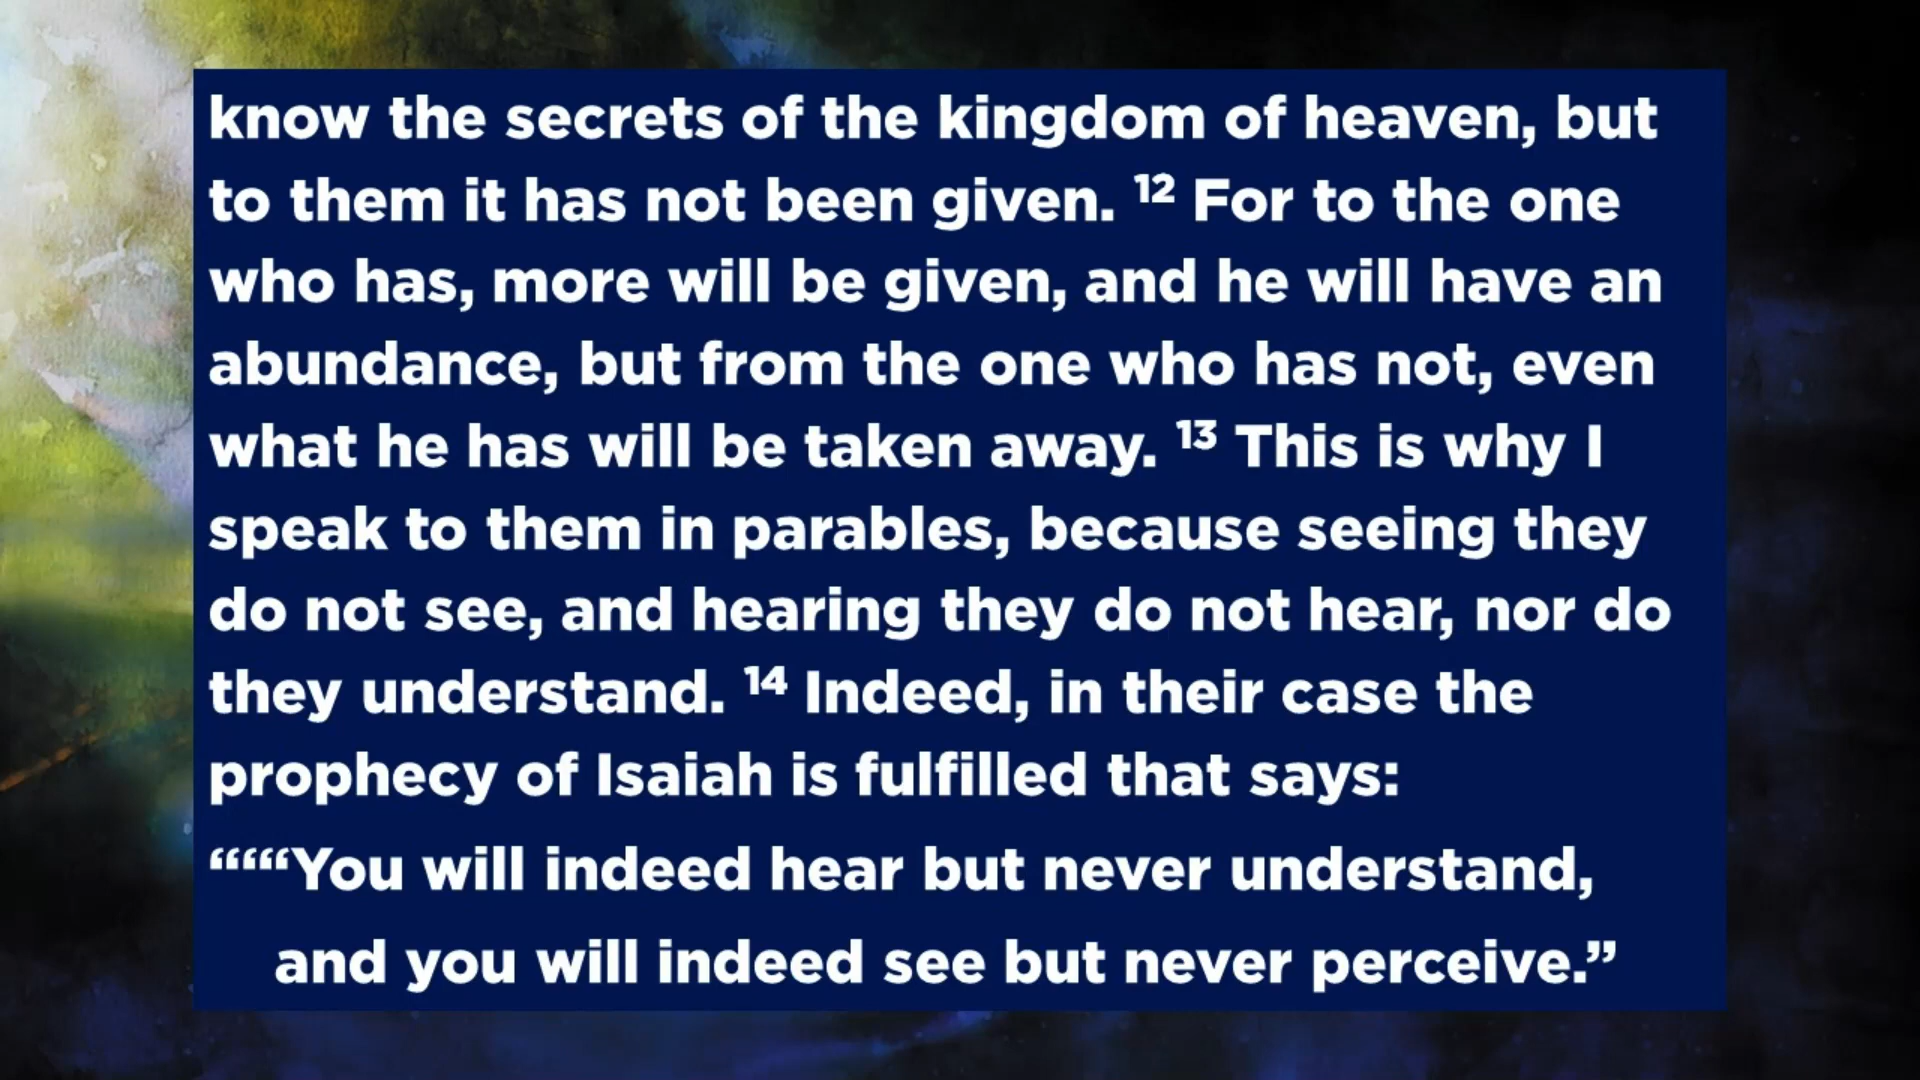 know the secrets of the kingdom of heaven, but
to them it has not been given. ¹² For to the one
who has, more will be given, and he will have an
abundance, but from the one who has not, even
what he has will be taken away. ¹³ This is why I
speak to them in parables, because seeing they
do not see, and hearing they do not hear, nor do
they understand. ¹⁴ Indeed, in their case the
prophecy of Isaiah is fulfilled that says:
“““You will indeed hear but never understand,
and you will indeed see but never perceive.”